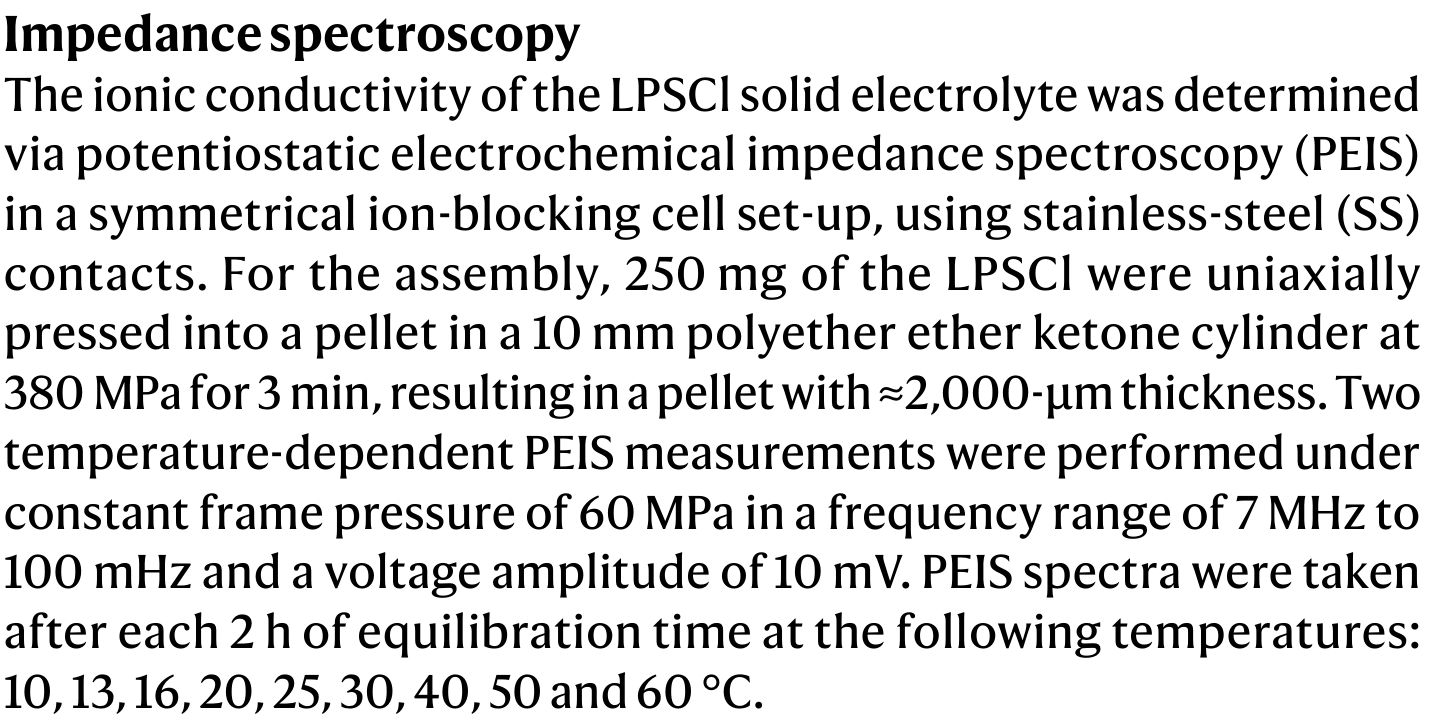 Impedance spectroscopy
The ionic conductivity of the LPSCl solid electrolyte was determined
via potentiostatic electrochemical impedance spectroscopy (PEIS)
in a symmetrical ion-blocking cell set-up, using stainless-steel (SS)
contacts. For the assembly, 250 mg of the LPSCl were uniaxially
pressed into a pellet in a 10 mm polyether ether ketone cylinder at
380 MPa for 3 min, resulting in a pellet with ≈2,000-μm thickness. Two
temperature-dependent PEIS measurements were performed under
constant frame pressure of 60 MPa in a frequency range of 7 MHz to
100 mHz and a voltage amplitude of 10 mV. PEIS spectra were taken
after each 2 h of equilibration time at the following temperatures:
10, 13, 16, 20, 25, 30, 40, 50 and 60 °C.